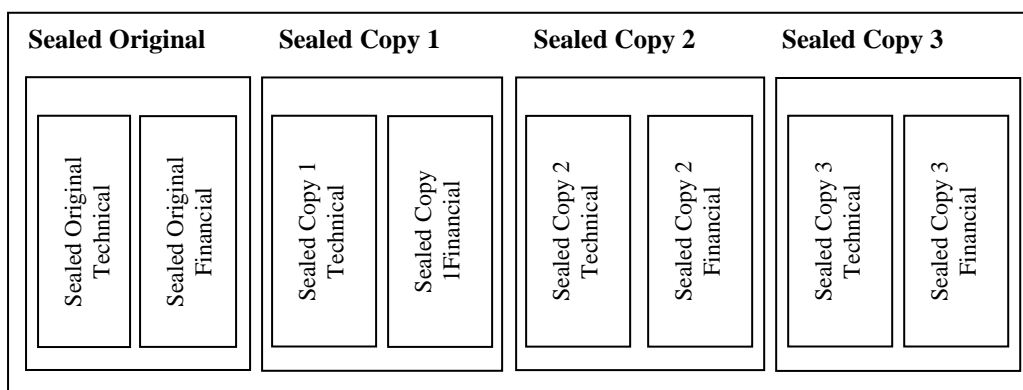 Sealed Original
Sealed Copy 1
Sealed Copy 2
Sealed Copy 3
Sealed Original
Technical
Sealed Original
Financial
Sealed Copy 1
Technical
Sealed Copy
1Financial
Sealed Copy 2
Technical
Sealed Copy 2
Financial
Sealed Copy 3
Technical
Sealed Copy 3
Financial